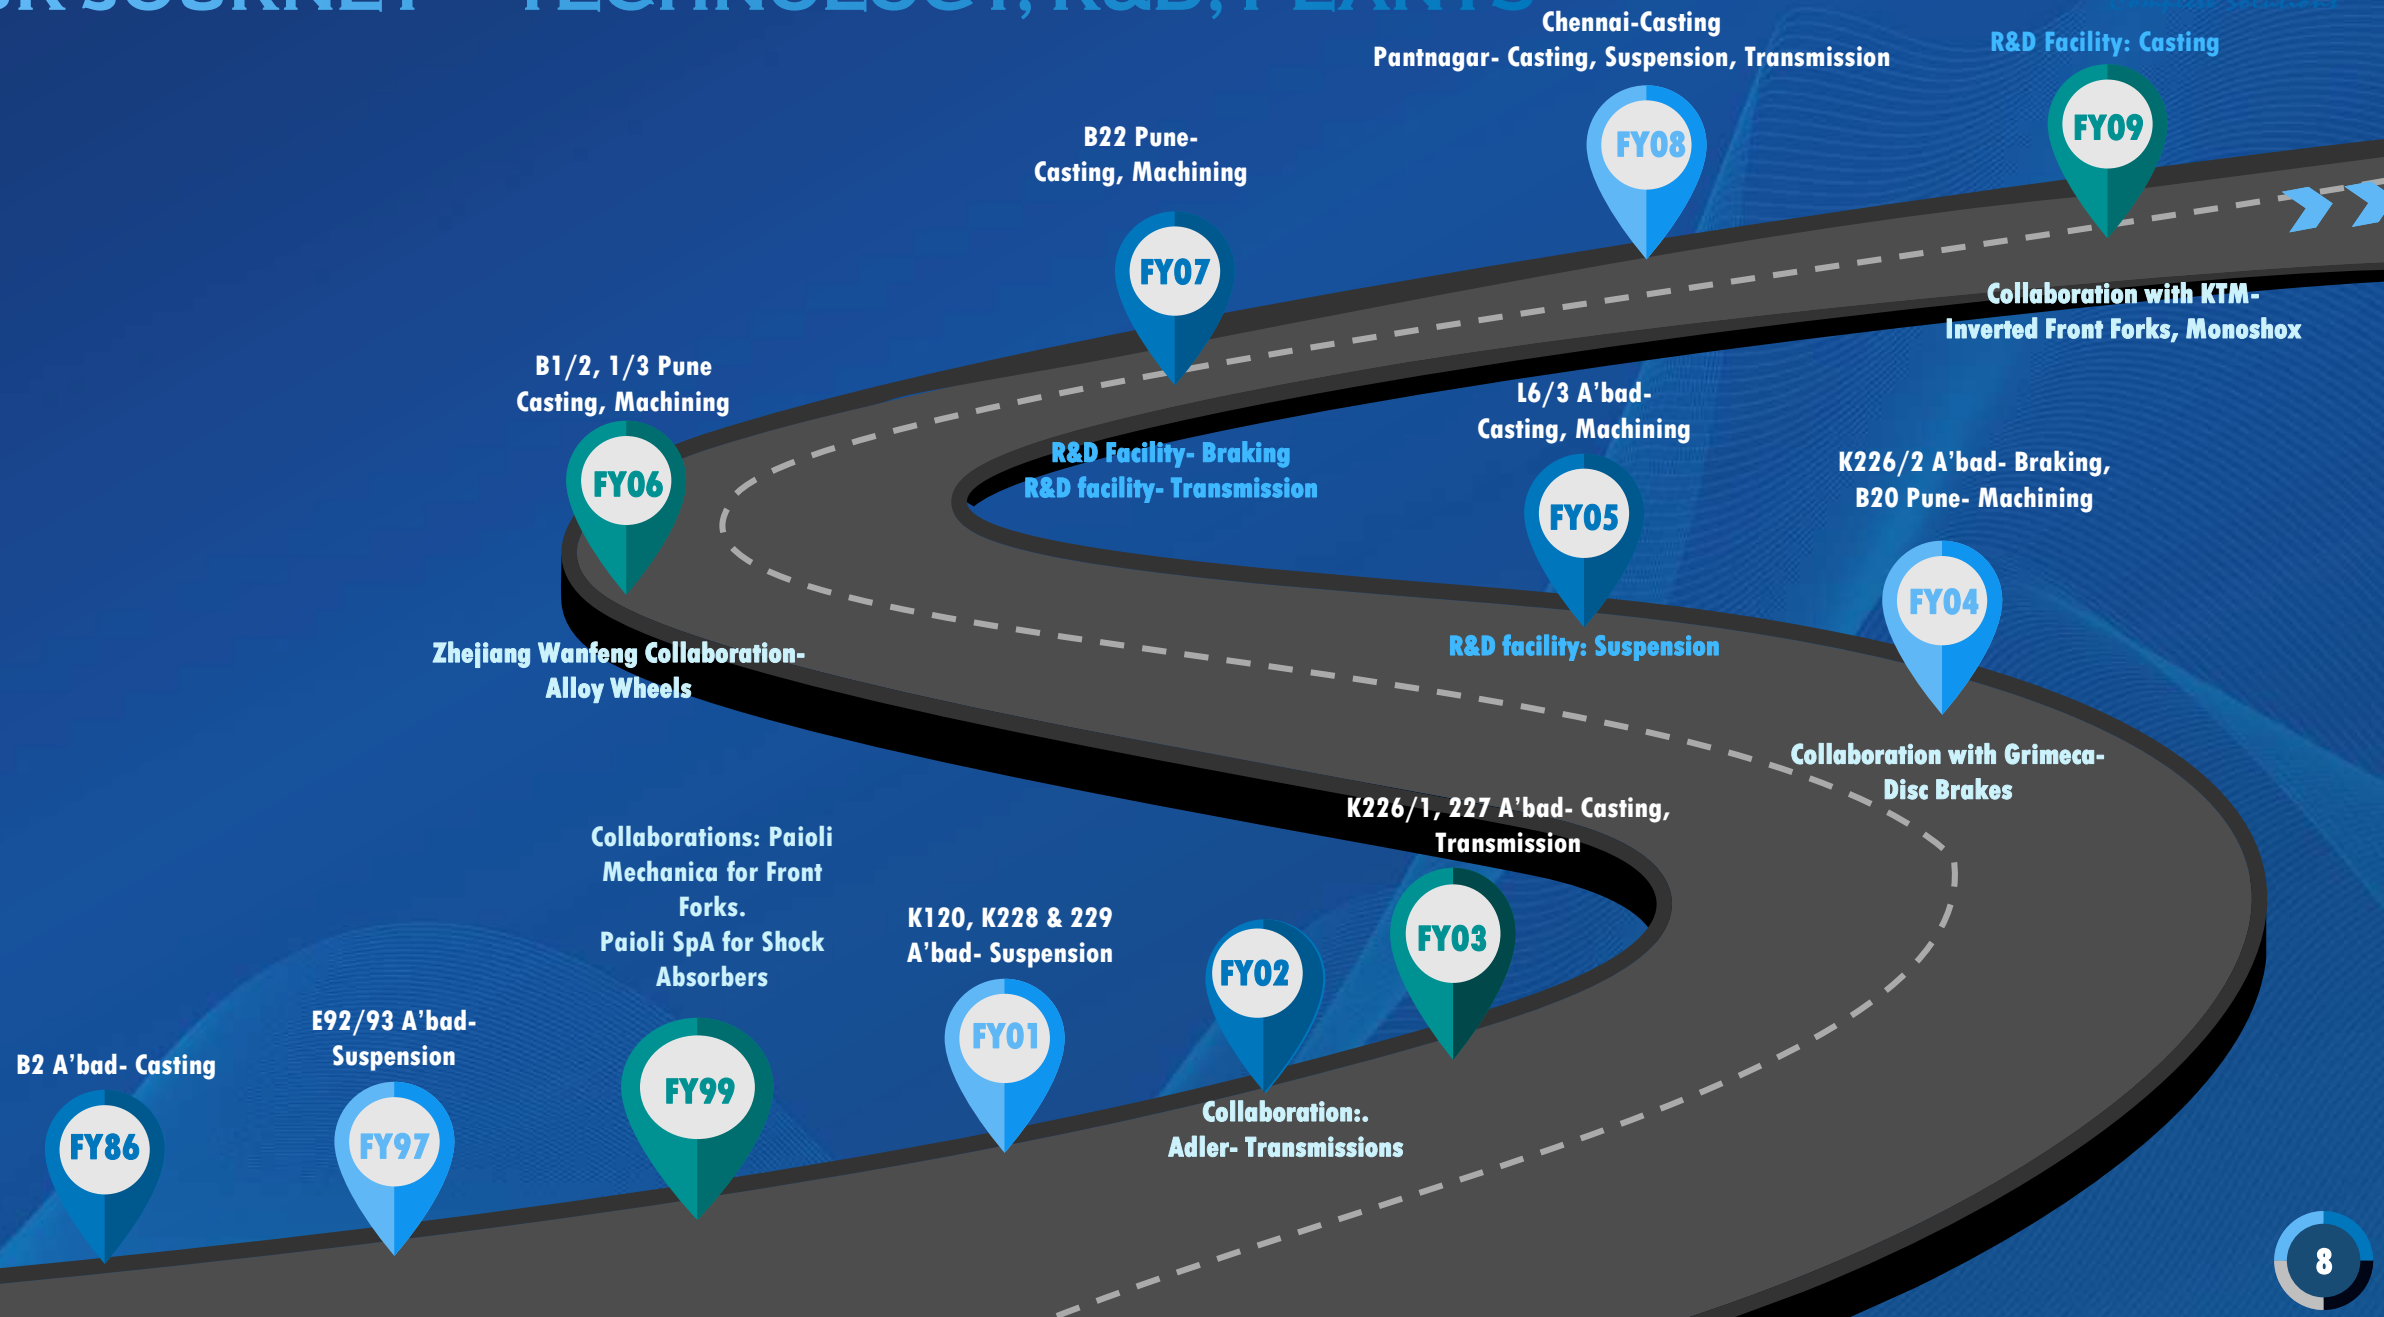 JOURNEY – TECHNOLOGY, R&D, PLANTS
Chennai-Casting
Pantnagar- Casting, Suspension, Transmission
FY08
R&D Facility: Casting
FY09
Collaboration with KTM-
Inverted Front Forks, Monoshox
B22 Pune-
Casting, Machining
FY07
R&D Facility- Braking
R&D facility- Transmission
B1/2, 1/3 Pune
Casting, Machining
FY06
Zhejiang Wanfeng Collaboration-
Alloy Wheels
L6/3 A’bad-
Casting, Machining
FY05
R&D facility: Suspension
K226/2 A’bad- Braking,
B20 Pune- Machining
FY04
Collaboration with Grimeca-
Disc Brakes
K226/1, 227 A’bad- Casting,
Transmission
FY03
FY02
Collaboration:.
Adler- Transmissions
K120, K228 & 229
A’bad- Suspension
FY01
Collaborations: Paioli
Mechanica for Front
Forks.
Paioli SpA for Shock
Absorbers
FY99
E92/93 A’bad-
Suspension
FY97
B2 A’bad- Casting
FY86
8